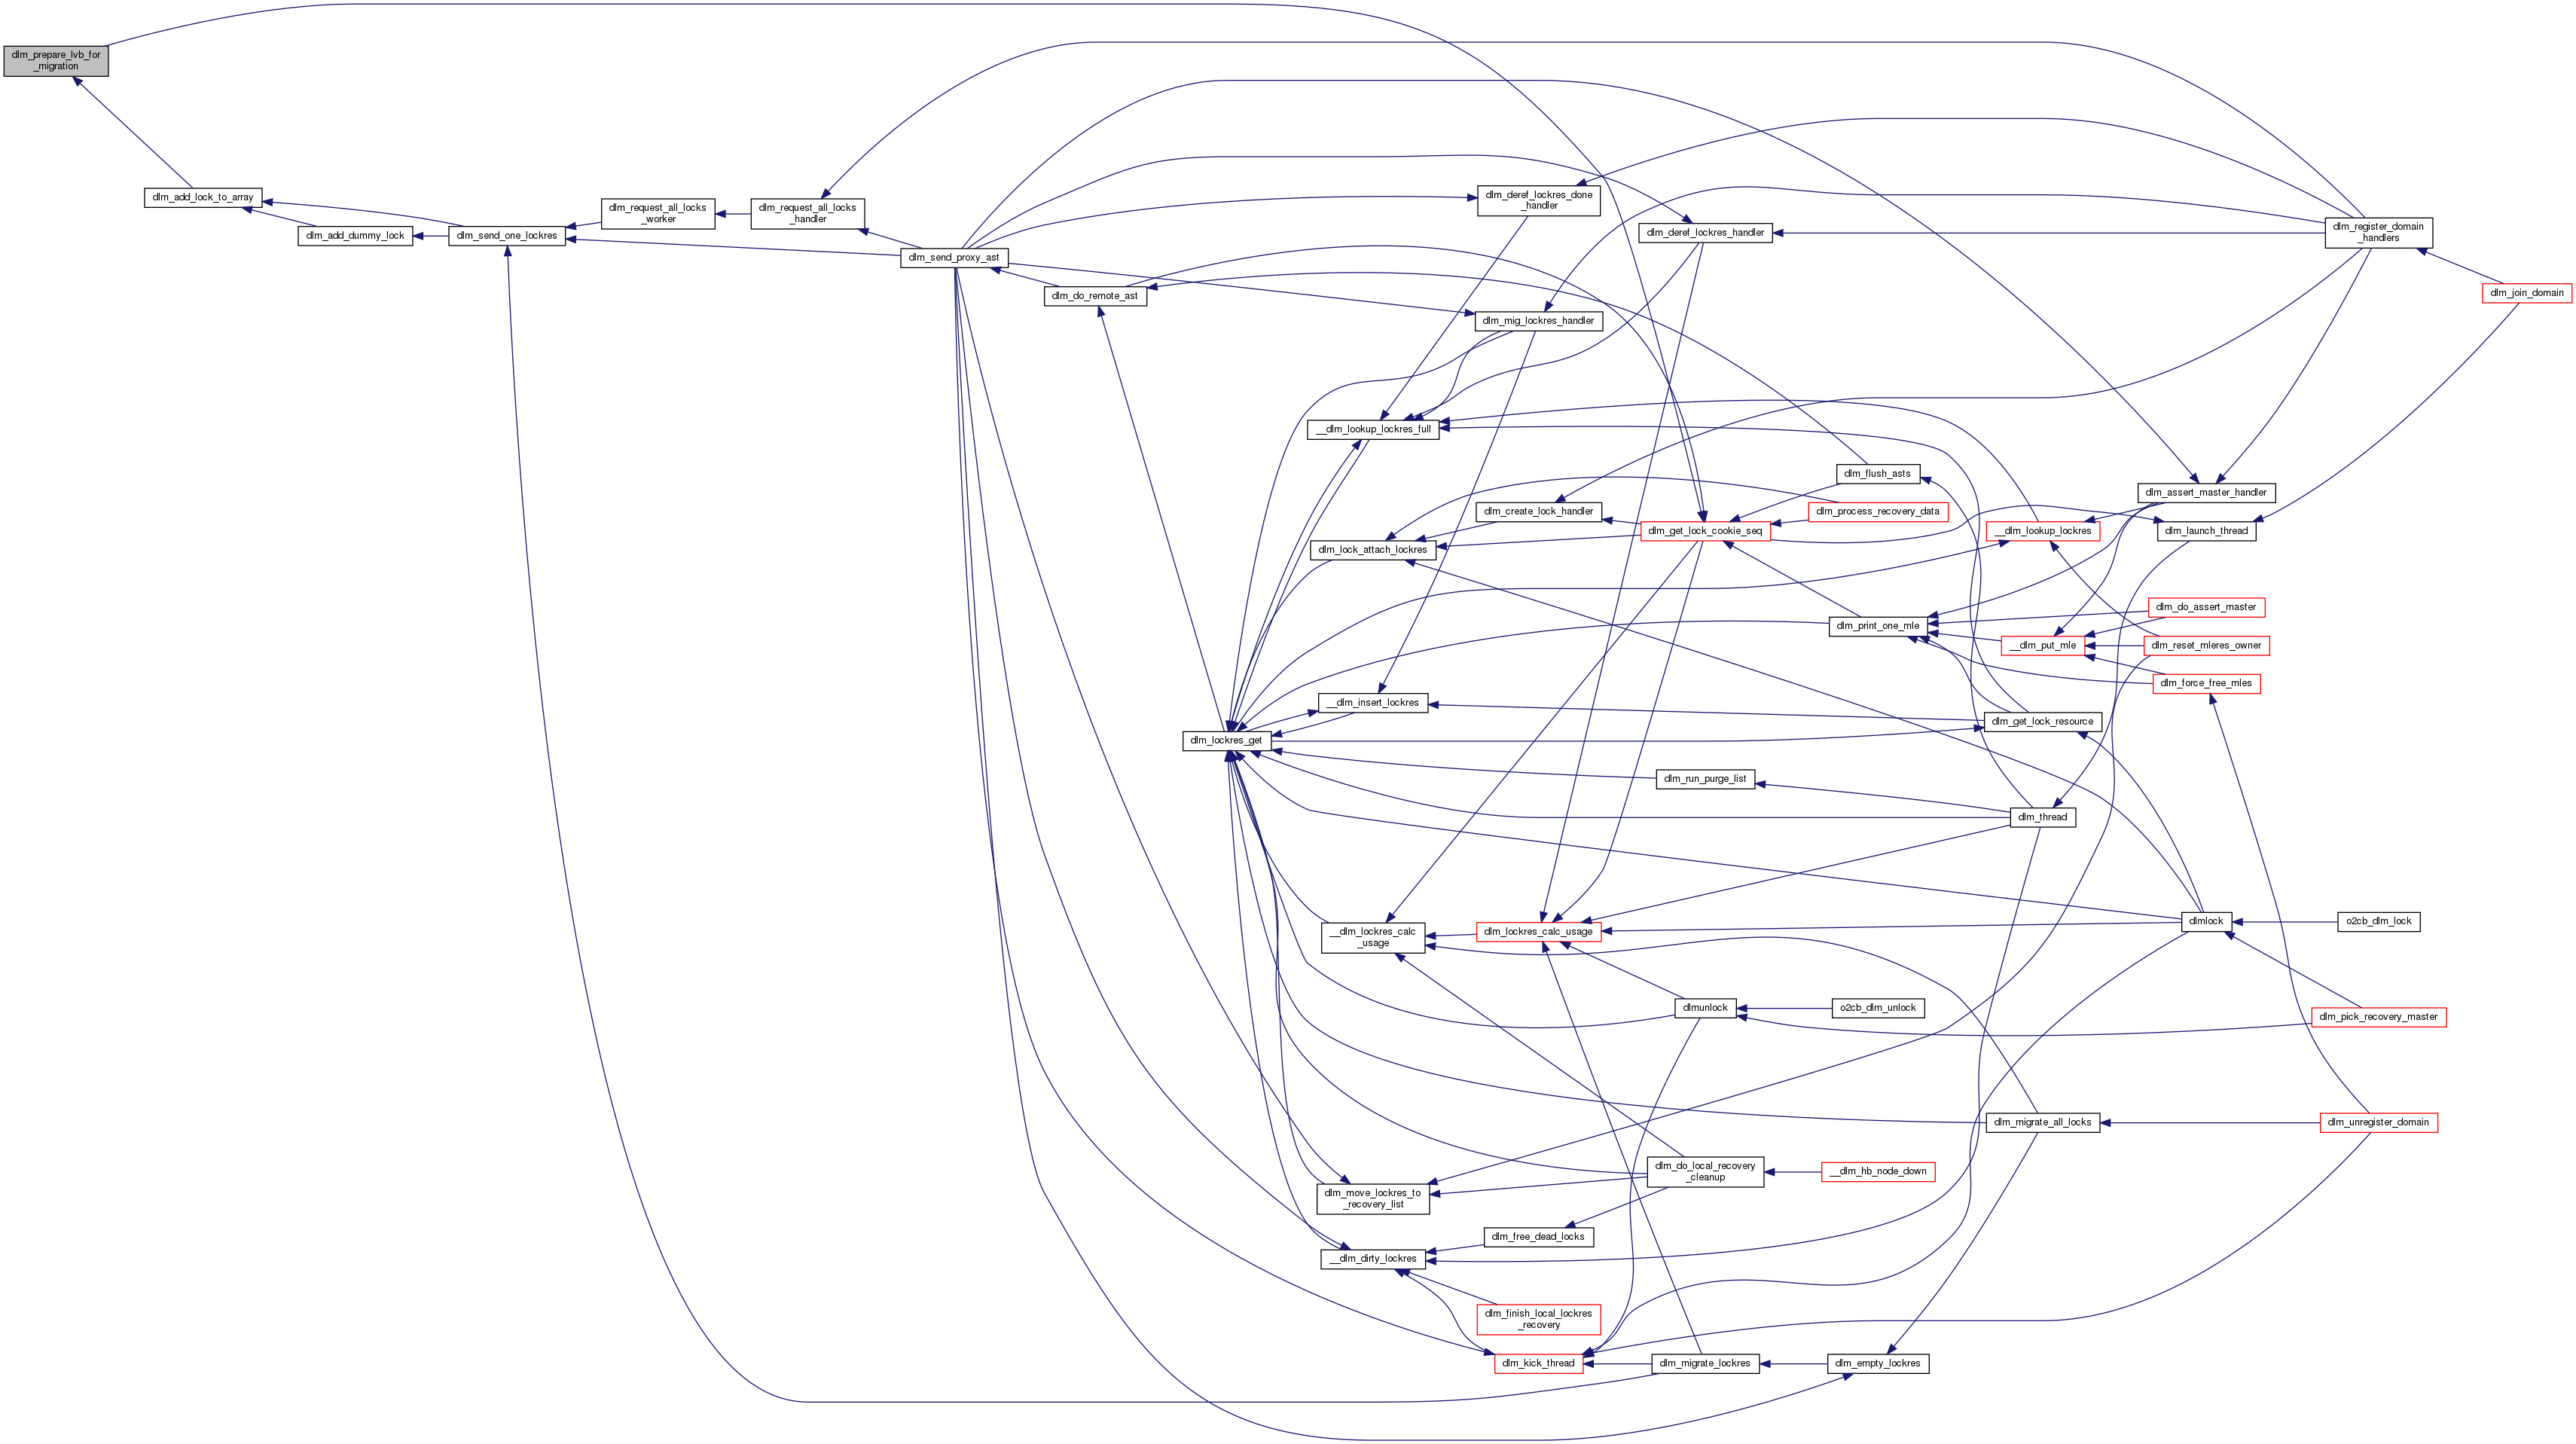 dlm_prepare_lvb_for
_migration
dlm_add_lock_to_array
dlm_add_dummy_lock
dlm_send_one_lockres
dlm_request_all_locks
_worker
dlm_request_all_locks
_handler
dlm_send_proxy_ast
dlm_do_remote_ast
dlm_lockres_get
dlm_deref_lockres_done
_handler
dlm_deref_lockres_handler
dlm_mig_lockres_handler
__dlm_lookup_lockres_full
dlm_create_lock_handler
dlm_lock_attach_lockres
dlm_get_lock_cookie_seq
dlm_flush_asts
dlm_process_recovery_data
dlm_register_domain
_handlers
dlm_join_domain
dlm_assert_master_handler
__dlm_lookup_lockres
dlm_launch_thread
dlm_print_one_mle
dlm_do_assert_master
__dlm_put_mle
dlm_reset_mleres_owner
dlm_force_free_mles
__dlm_insert_lockres
dlm_get_lock_resource
dlm_run_purge_list
dlm_thread
__dlm_lockres_calc
_usage
dlm_lockres_calc_usage
dlmlock
o2cb_dlm_lock
dlmunlock
o2cb_dlm_unlock
dlm_pick_recovery_master
dlm_migrate_all_locks
dlm_unregister_domain
dlm_do_local_recovery
_cleanup
__dlm_hb_node_down
dlm_move_lockres_to
_recovery_list
dlm_free_dead_locks
__dlm_dirty_lockres
dlm_finish_local_lockres
_recovery
dlm_kick_thread
dlm_migrate_lockres
dlm_empty_lockres